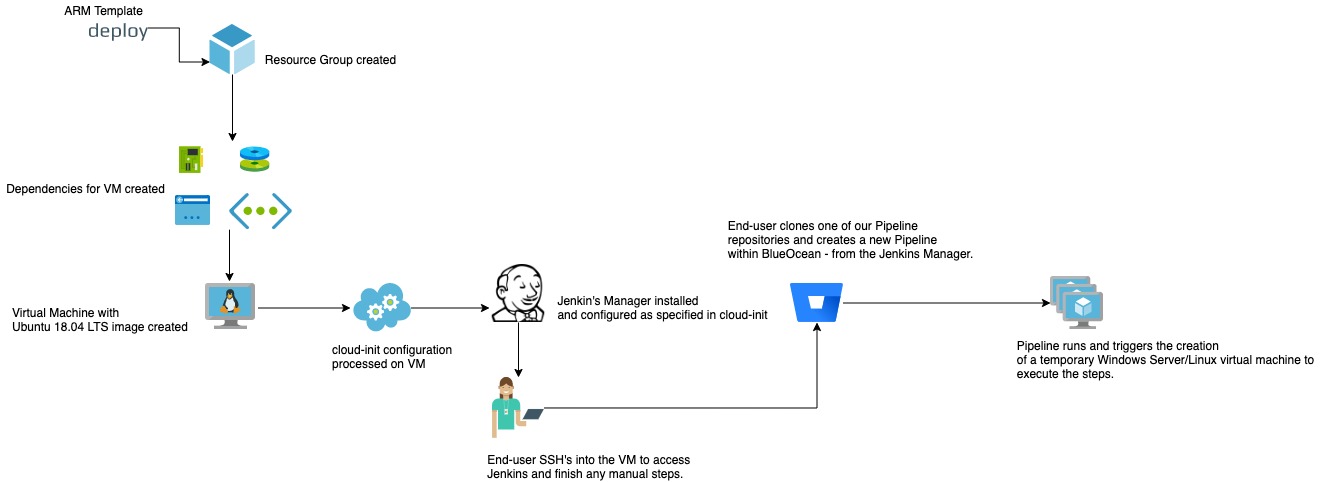 ARM Template
deploy
Resource Group created
Dependencies for VM created
Virtual Machine with
Ubuntu 18.04 LTS image created
cloud-init configuration
processed on VM
Jenkin's Manager installed
and configured as specified in cloud-init
End-user SSH's into the VM to access
Jenkins and finish any manual steps.
End-user clones one of our Pipeline
repositories and creates a new Pipeline
within BlueOcean - from the Jenkins Manager.
Pipeline runs and triggers the creation
of a temporary Windows Server/Linux virtual machine to
execute the steps.